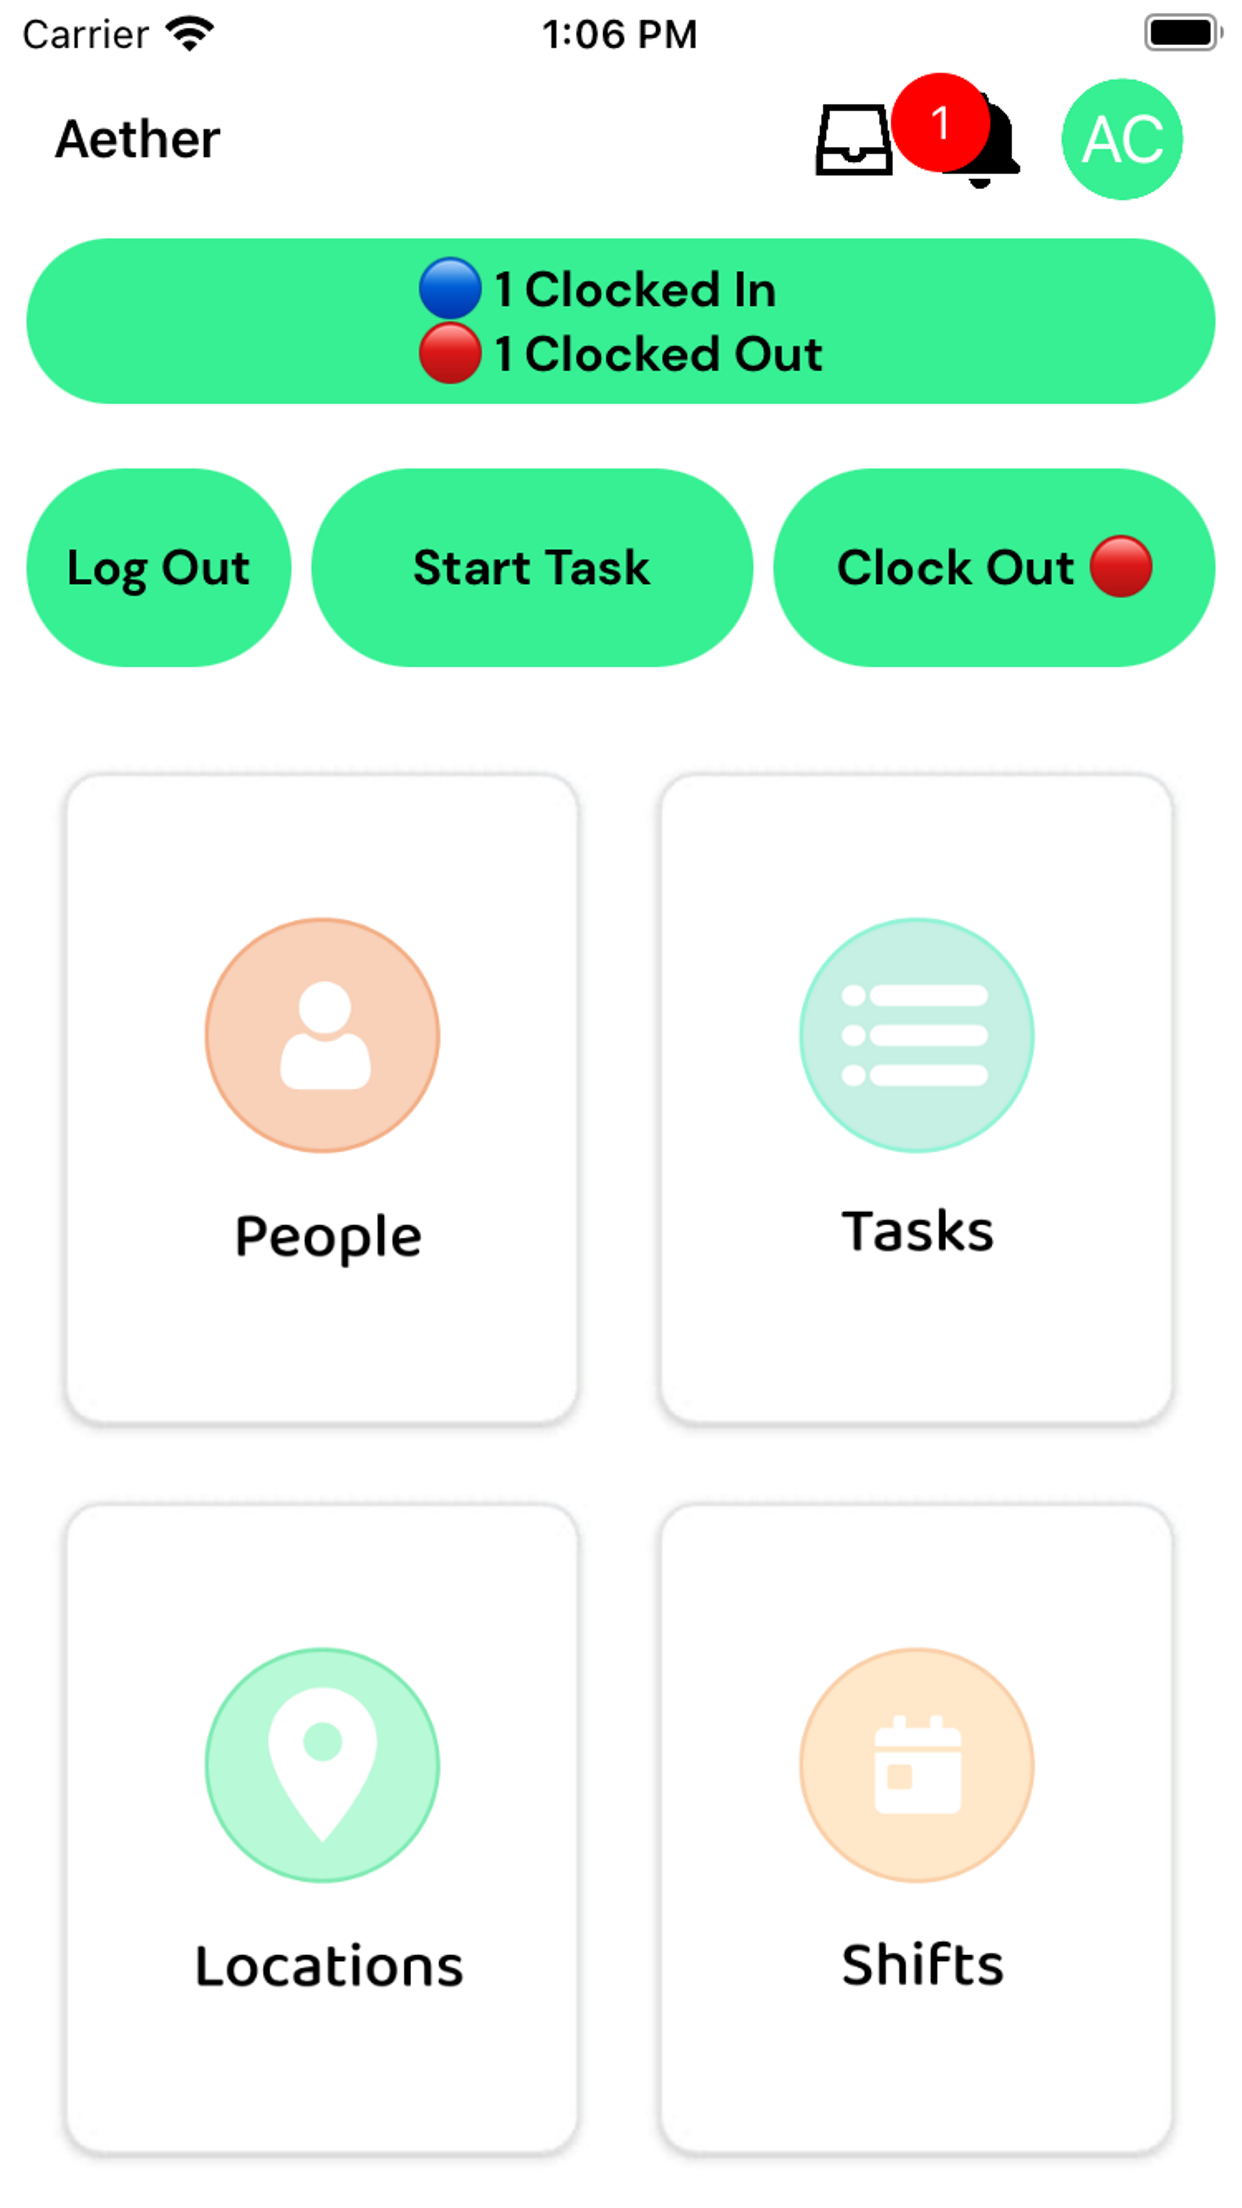 Carrier 1:06 PM
Aether 1 AC
🔵 1 Clocked In
🔴 1 Clocked Out
Log Out Start Task Clock Out 🔴
People Tasks
Locations Shifts